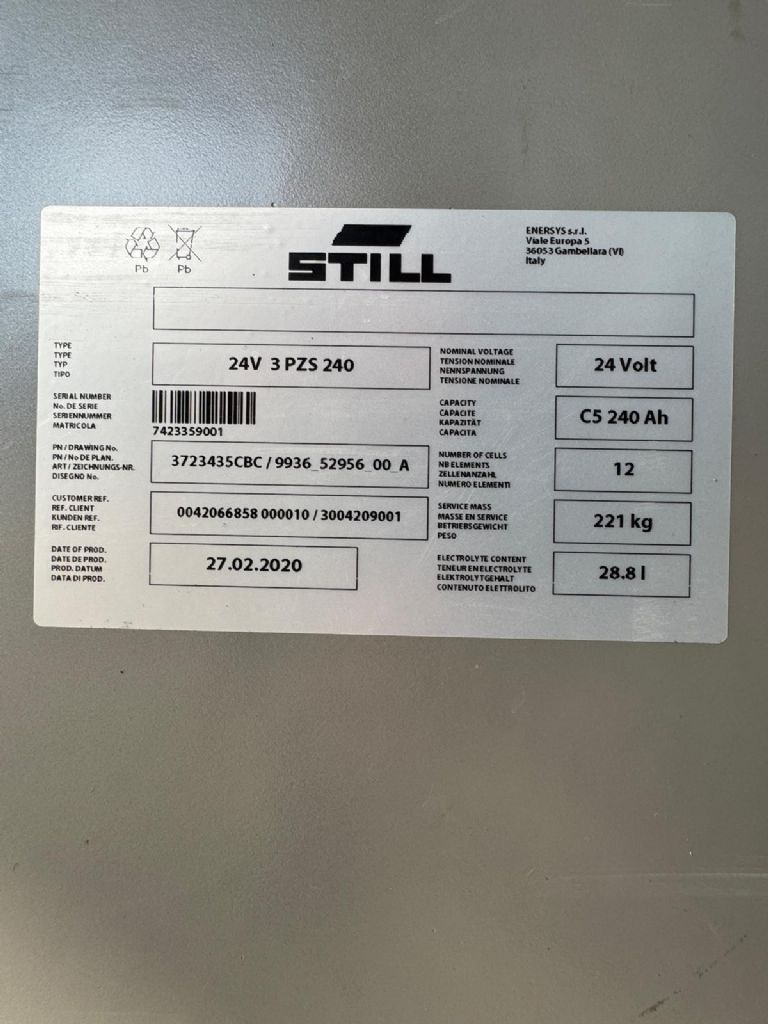 Pb
Pb
STILL
ENERSYS s.r.l.
Viale Europa 5
36053 Gambellara (VI)
Italy
TYPE
TYPE
TYP
TIPO
24V 3 PZS 240
NOMINAL VOLTAGE
TENSION NOMINALE
NENNSPANNUNG
TENSIONE NOMINALE
24 Volt
SERIAL NUMBER
No. DE SERIE
SERIENNUMMER
MATRICOLA
7423359001
CAPACITY
CAPACITE
KAPAZITÄT
CAPACITA
C5 240 Ah
PN / DRAWING No.
PN / No DE PLAN.
ART / ZEICHNUNGS-NR.
DISEGNO No.
3723435CBC / 9936_52956_00_A
NUMBER OF CELLS
NB ELEMENTS
ZELLENANZAHL
NUMERO ELEMENTI
12
CUSTOMER REF.
REF. CLIENT
KUNDEN REF.
RIF. CLIENTE
0042066858 000010 / 3004209001
SERVICE MASS
MASSE EN SERVICE
BETRIEBSGEWICHT
PESO
221 kg
DATE OF PROD.
DATE DE PROD.
PROD. DATUM
DATA DI PROD.
27.02.2020
ELECTROLYTE CONTENT
TENEUR EN ELECTROLYTE
ELEKTROLYTGEHALT
CONTENUTO ELETTROLITO
28.8 l